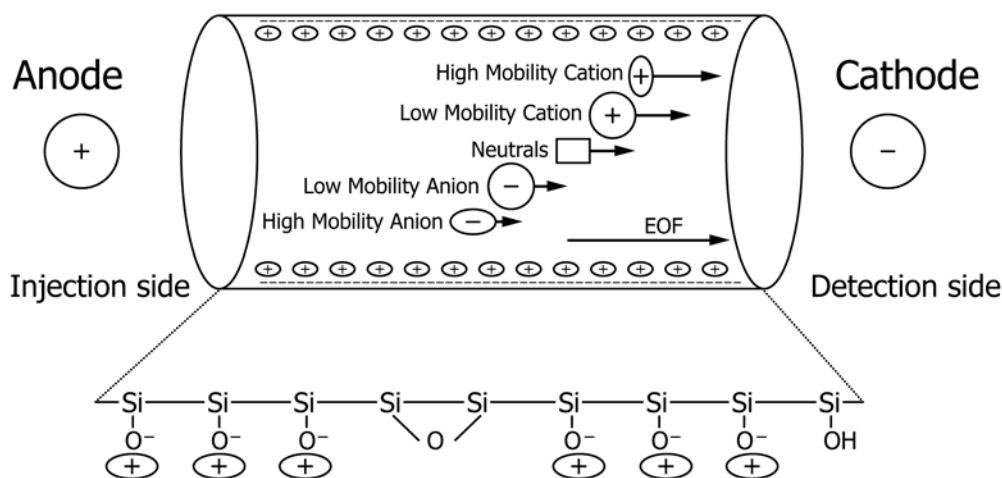 + + + + + + + + + + + +
High Mobility Cation +
Anode
Cathode
Low Mobility Cation +
+
Neutrals
−
Low Mobility Anion −
High Mobility Anion −
EOF
+ + + + + + + + + + + +
Injection side
Detection side
Si Si Si Si Si Si Si Si Si
O⁻ O⁻ O⁻ O O⁻ O⁻ O⁻ OH
+ + + + + +